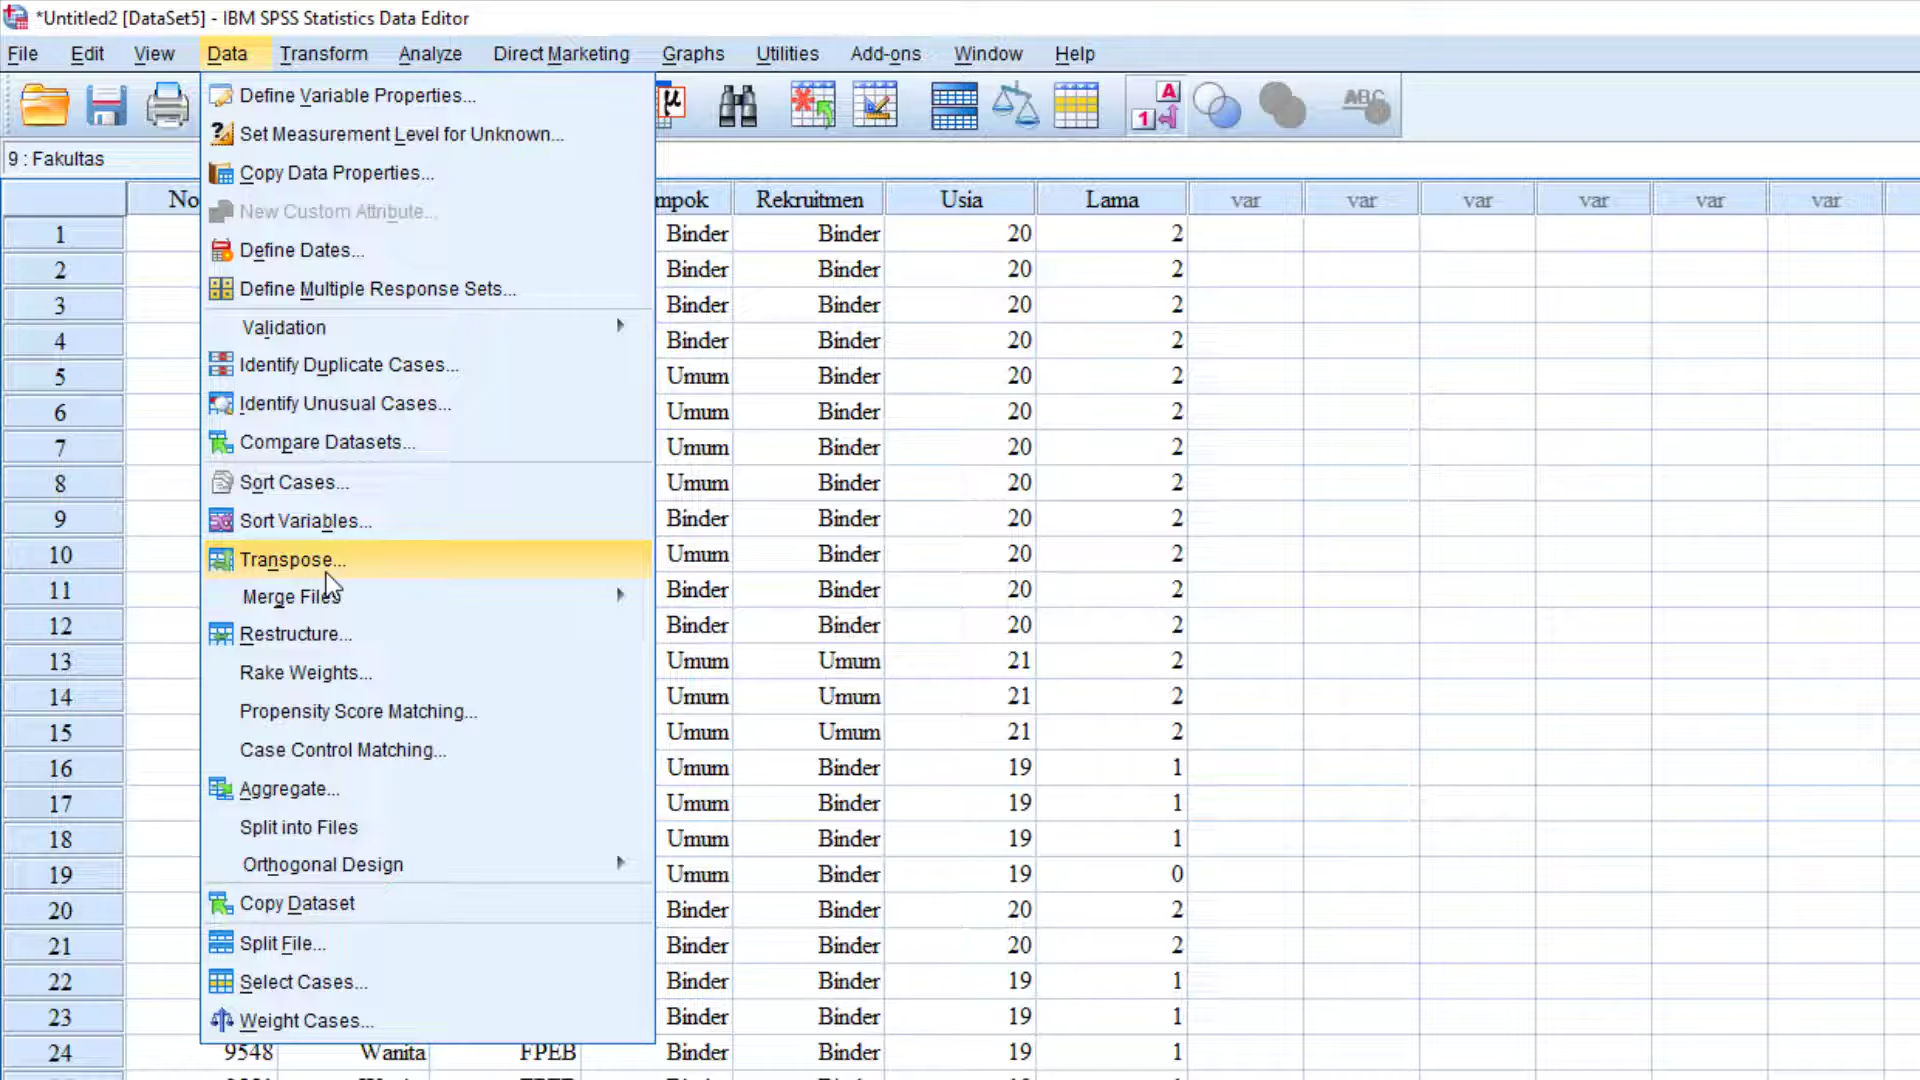 *Untitled2 [DataSet5] - IBM SPSS Statistics Data Editor
File Edit View Data Transform Analyze Direct Marketing Graphs Utilities Add-ons Window Help
9 : Fakultas
Define Variable Properties...
Set Measurement Level for Unknown...
Copy Data Properties...
New Custom Attribute...
Define Dates...
Define Multiple Response Sets...
Validation
Identify Duplicate Cases...
Identify Unusual Cases...
Compare Datasets...
Sort Cases...
Sort Variables...
Transpose...
Merge Files
Restructure...
Rake Weights...
Propensity Score Matching...
Case Control Matching...
Aggregate...
Split into Files
Orthogonal Design
Copy Dataset
Split File...
Select Cases...
Weight Cases...
No mpok Rekruitmen Usia Lama var var var var var var
1 Binder Binder 20 2
2 Binder Binder 20 2
3 Binder Binder 20 2
4 Binder Binder 20 2
5 Umum Binder 20 2
6 Umum Binder 20 2
7 Umum Binder 20 2
8 Umum Binder 20 2
9 Binder Binder 20 2
10 Umum Binder 20 2
11 Binder Binder 20 2
12 Binder Binder 20 2
13 Umum Umum 21 2
14 Umum Umum 21 2
15 Umum Umum 21 2
16 Umum Binder 19 1
17 Umum Binder 19 1
18 Umum Binder 19 1
19 Umum Binder 19 0
20 Binder Binder 20 2
21 Binder Binder 20 2
22 Binder Binder 19 1
23 Binder Binder 19 1
24 9548 Wanita FPEB Binder Binder 19 1